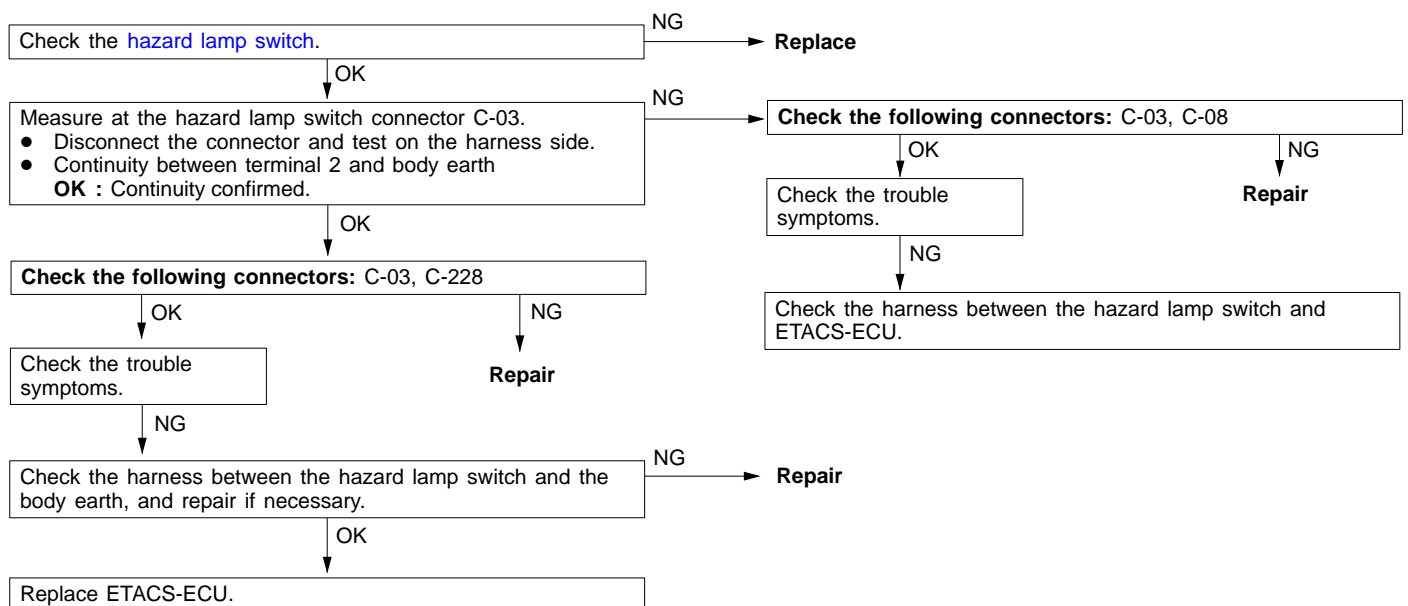 Check the hazard lamp switch.
NG
Replace
OK
Measure at the hazard lamp switch connector C-03.
● Disconnect the connector and test on the harness side.
● Continuity between terminal 2 and body earth
OK : Continuity confirmed.
NG
Check the following connectors: C-03, C-08
OK
NG
Check the trouble
symptoms.
Repair
NG
Check the harness between the hazard lamp switch and
ETACS-ECU.
OK
Check the following connectors: C-03, C-228
OK
NG
Check the trouble
symptoms.
Repair
NG
Check the harness between the hazard lamp switch and the
body earth, and repair if necessary.
NG
Repair
OK
Replace ETACS-ECU.